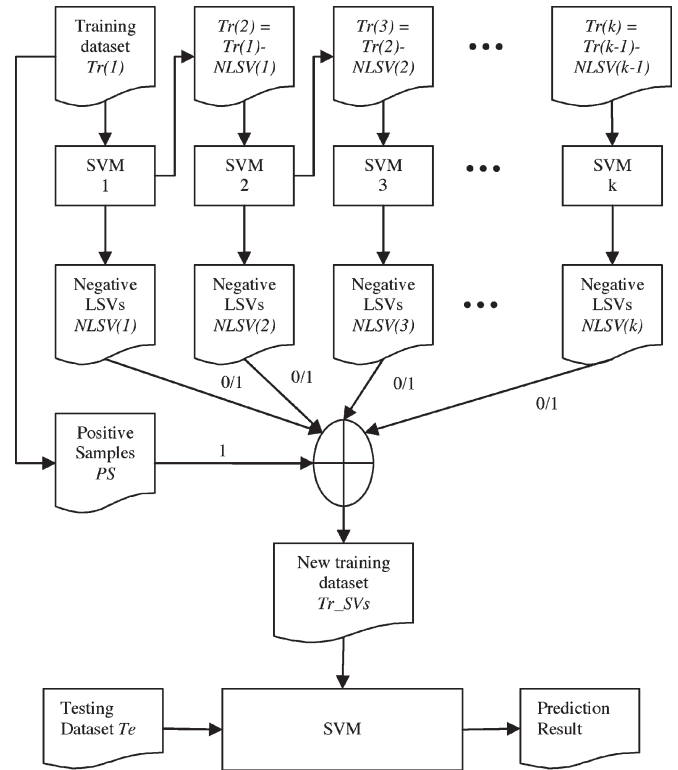 Training
dataset
Tr(1)
Tr(2) =
Tr(1)-
NLSV(1)
Tr(3) =
Tr(2)-
NLSV(2)
Tr(k) =
Tr(k-1)-
NLSV(k-1)
SVM
1
SVM
2
SVM
3
SVM
k
Negative
LSVs
NLSV(1)
Negative
LSVs
NLSV(2)
Negative
LSVs
NLSV(3)
Negative
LSVs
NLSV(k)
0/1
0/1
0/1
0/1
Positive
Samples
PS
1
New training
dataset
Tr_SVs
Testing
Dataset Te
SVM
Prediction
Result